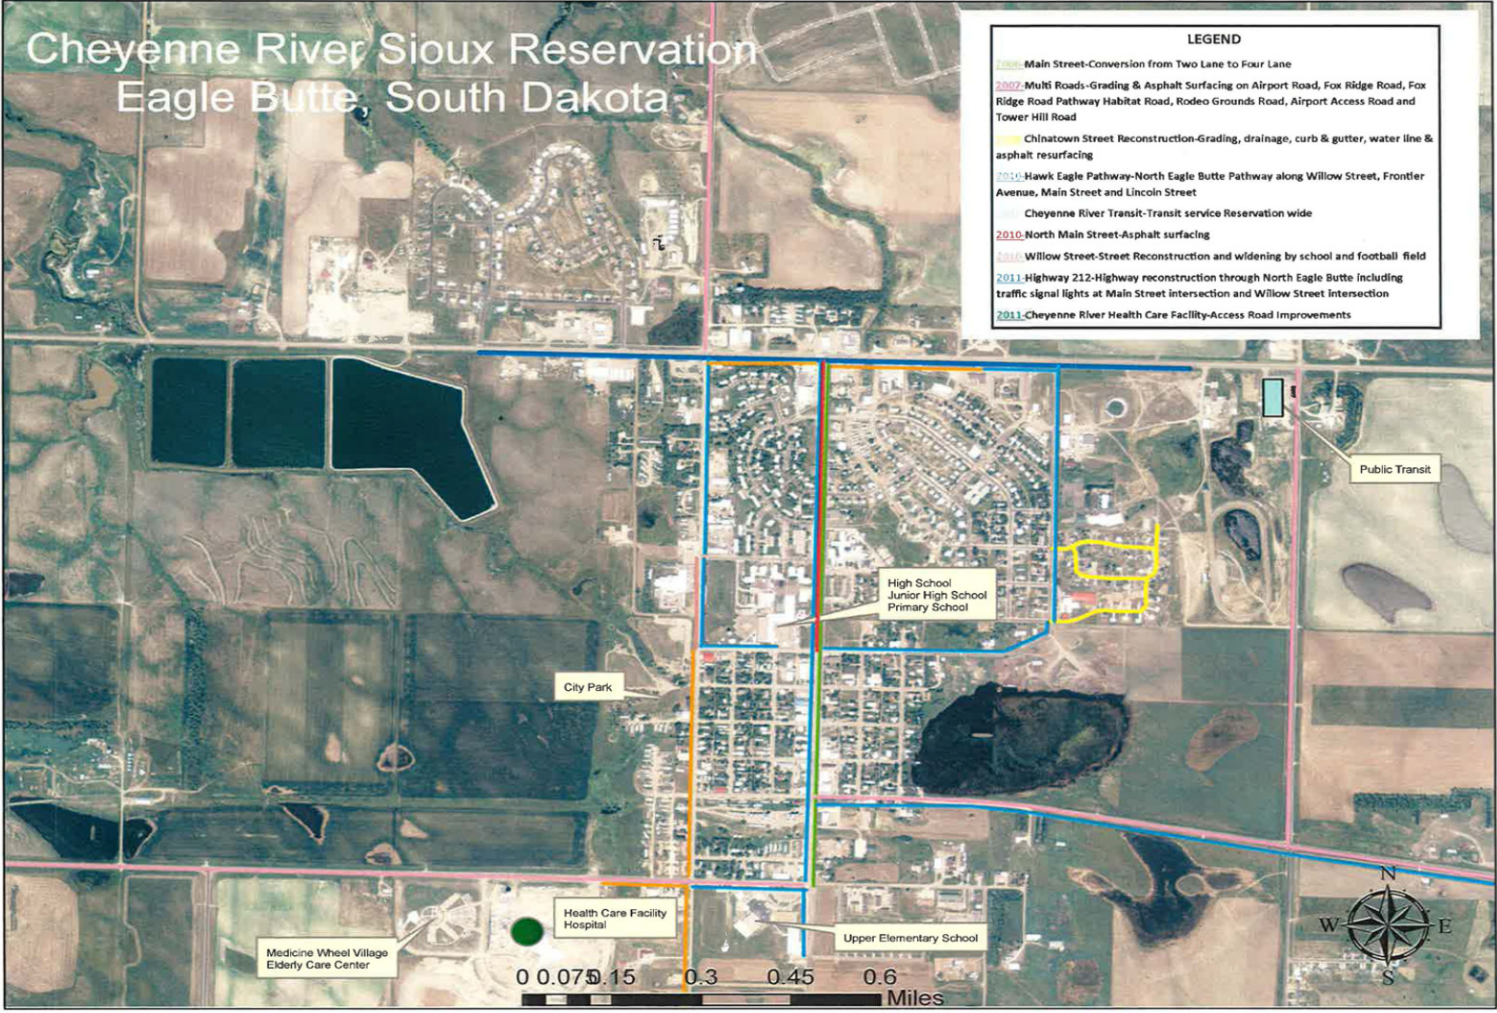 Cheyenne River Sioux Reservation
Eagle Butte, South Dakota
LEGEND
Main Street-Conversion from Two Lane to Four Lane
2007-Multi Roads-Grading & Asphalt Surfacing on Airport Road, Fox Ridge Road, Fox
Ridge Road Pathway Habitat Road, Rodeo Grounds Road, Airport Access Road and
Tower Hill Road
Chinatown Street Reconstruction-Grading, drainage, curb & gutter, water line &
asphalt resurfacing
2010-Hawk Eagle Pathway-North Eagle Butte Pathway along Willow Street, Frontier
Avenue, Main Street and Lincoln Street
Cheyenne River Transit-Transit service Reservation wide
2010-North Main Street-Asphalt surfacing
2010-Willow Street-Street Reconstruction and widening by school and football field
2011-Highway 212-Highway reconstruction through North Eagle Butte including
traffic signal lights at Main Street intersection and Willow Street intersection
2011-Cheyenne River Health Care Facility-Access Road Improvements
Public Transit
High School
Junior High School
Primary School
City Park
Health Care Facility
Hospital
Medicine Wheel Village
Elderly Care Center
Upper Elementary School
N
W E
S
0 0.075 0.15 0.3 0.45 0.6
Miles